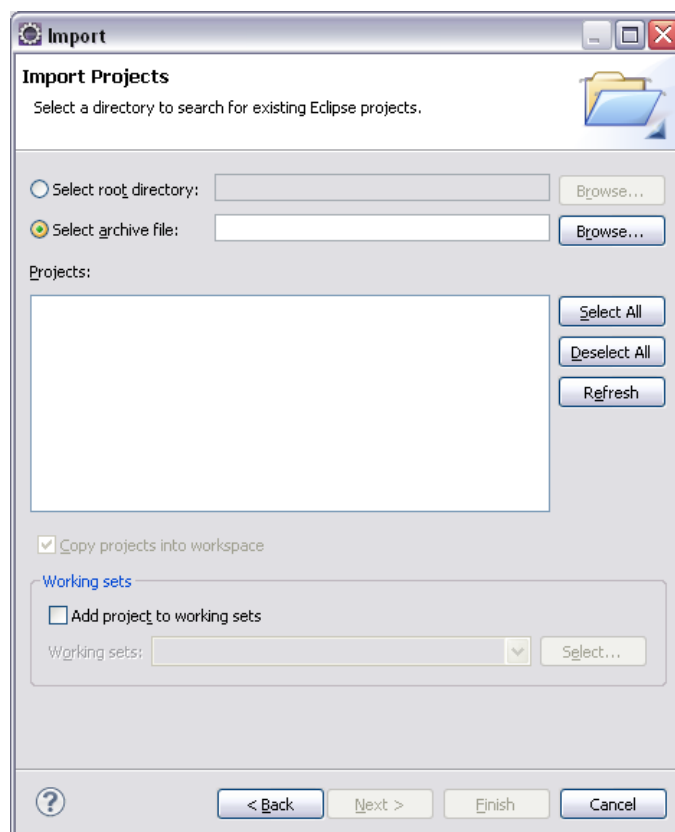 Import
Import Projects
Select a directory to search for existing Eclipse projects.
Select root directory: Browse...
Select archive file: Browse...
Projects:
Select All
Deselect All
Refresh
Copy projects into workspace
Working sets
Add project to working sets
Working sets: Select...
? < Back Next > Finish Cancel